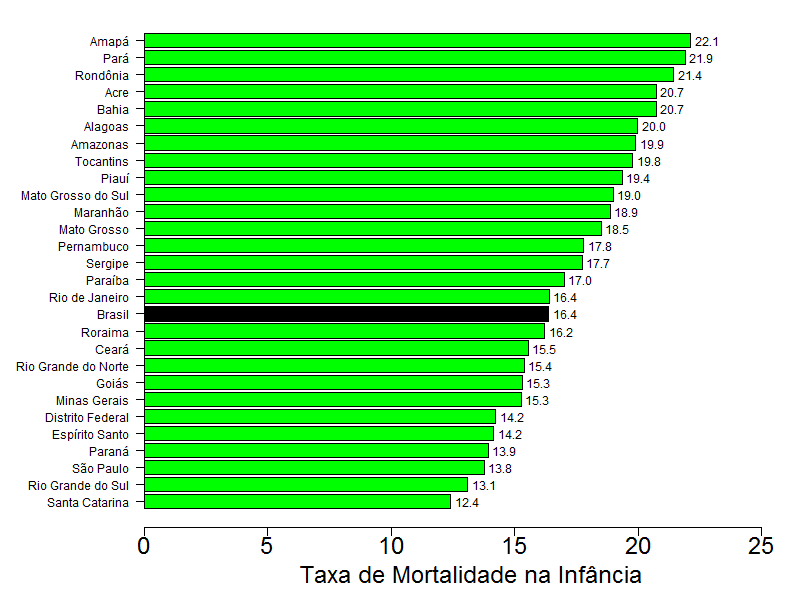 Amapá 22.1
Pará 21.9
Rondônia 21.4
Acre 20.7
Bahia 20.7
Alagoas 20.0
Amazonas 19.9
Tocantins 19.8
Piauí 19.4
Mato Grosso do Sul 19.0
Maranhão 18.9
Mato Grosso 18.5
Pernambuco 17.8
Sergipe 17.7
Paraíba 17.0
Rio de Janeiro 16.4
Brasil 16.4
Roraima 16.2
Ceará 15.5
Rio Grande do Norte 15.4
Goiás 15.3
Minas Gerais 15.3
Distrito Federal 14.2
Espírito Santo 14.2
Paraná 13.9
São Paulo 13.8
Rio Grande do Sul 13.1
Santa Catarina 12.4
0 5 10 15 20 25
Taxa de Mortalidade na Infância